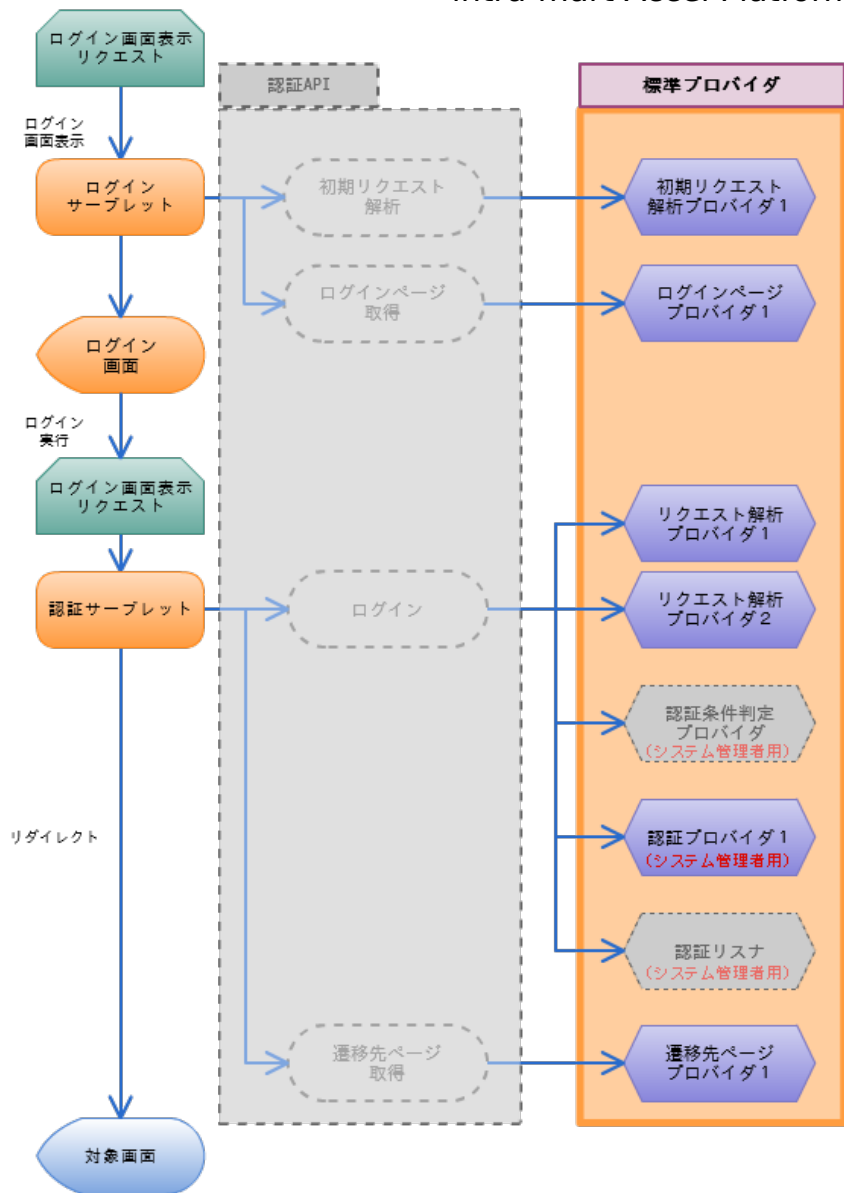 ログイン画面表示
リクエスト
認証API
標準プロバイダ
ログイン
画面表示
ログイン
サーブレット
初期リクエスト
解析
初期リクエスト
解析プロバイダ1
ログインページ
取得
ログインページ
プロバイダ1
ログイン
画面
ログイン
実行
ログイン画面表示
リクエスト
リクエスト解析
プロバイダ1
認証サーブレット
ログイン
リクエスト解析
プロバイダ2
認証条件判定
プロバイダ
(システム管理者用)
リダイレクト
認証プロバイダ1
(システム管理者用)
認証リスナ
(システム管理者用)
遷移先ページ
取得
遷移先ページ
プロバイダ1
対象画面